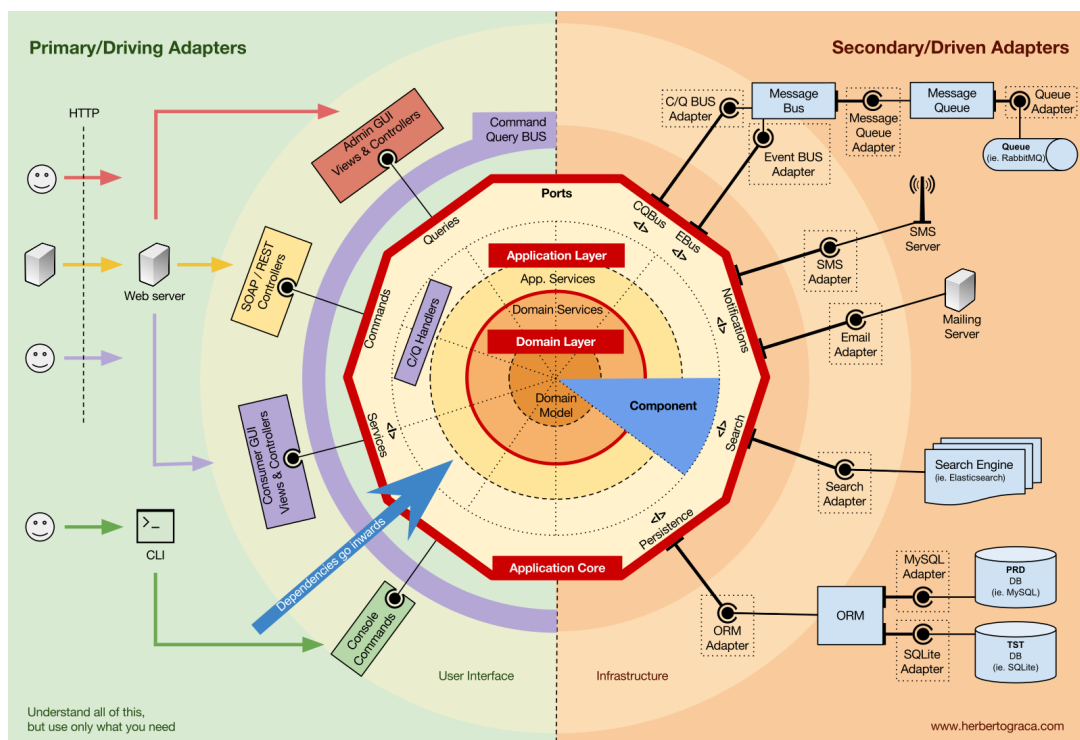 Primary/Driving Adapters
Secondary/Driven Adapters
HTTP
Web server
CLI
>_
Admin GUI
Views & Controllers
SOAP / REST
Controllers
Consumer GUI
Views & Controllers
Console
Commands
Command
Query BUS
Dependencies go inwards
Ports
Queries
Commands
Services
</>
C/Q Handlers
Application Layer
App. Services
Domain Services
Domain Layer
Domain
Model
Component
Application Core
CQBus
</>
EBus
</>
Notifications
</>
Search
</>
Persistence
</>
C/Q BUS
Adapter
Message
Bus
Event BUS
Adapter
Message
Queue
Adapter
Message
Queue
Queue
Adapter
Queue
(ie. RabbitMQ)
SMS
Adapter
SMS
Server
Email
Adapter
Mailing
Server
Search
Adapter
Search Engine
(ie. Elasticsearch)
ORM
Adapter
ORM
MySQL
Adapter
PRD
DB
(ie. MySQL)
SQLite
Adapter
TST
DB
(ie. SQLite)
User Interface
Infrastructure
Understand all of this,
but use only what you need
www.herbertograca.com